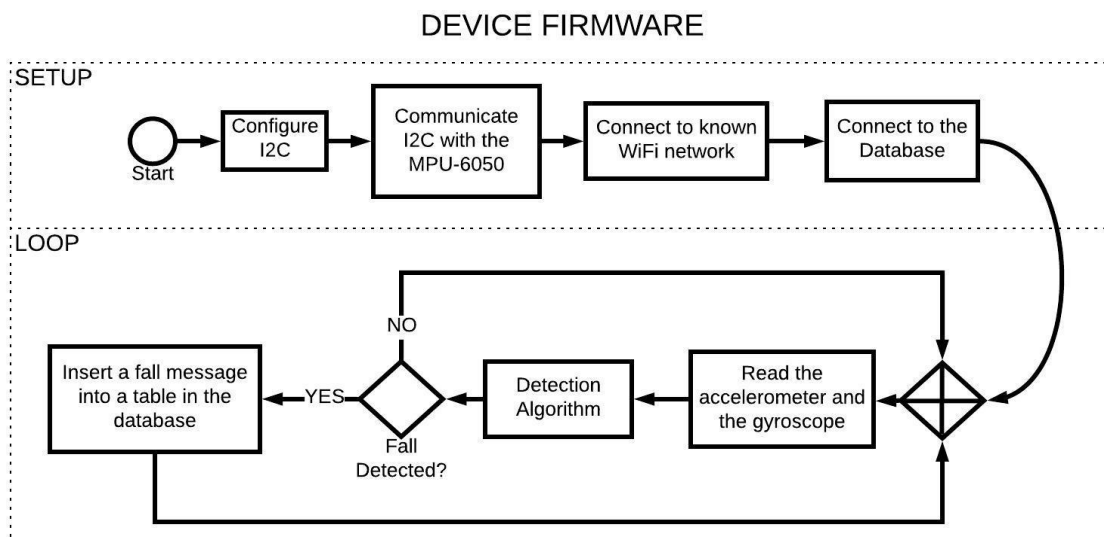 DEVICE FIRMWARE
SETUP
Start
Configure
I2C
Communicate
I2C with the
MPU-6050
Connect to known
WiFi network
Connect to the
Database
LOOP
NO
Insert a fall message
into a table in the
database
YES
Fall
Detected?
Detection
Algorithm
Read the
accelerometer and
the gyroscope